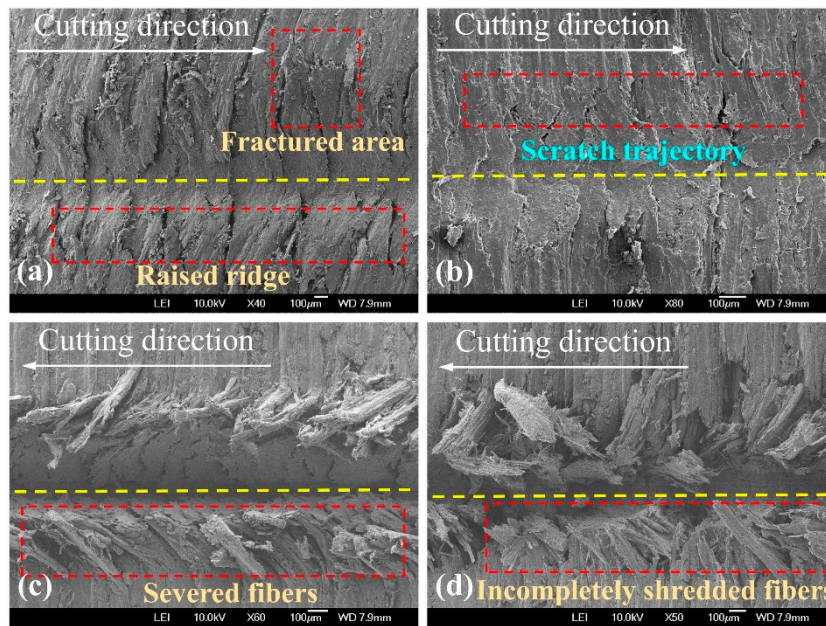 Cutting direction
Fractured area
Raised ridge
(a)
LEI 10.0kV X40 100μm WD 7.9mm
Cutting direction
Scratch trajectory
(b)
LEI 10.0kV X80 100μm WD 7.9mm
Cutting direction
Severed fibers
(c)
LEI 10.0kV X60 100μm WD 7.9mm
Cutting direction
Incompletely shredded fibers
(d)
LEI 10.0kV X50 100μm WD 7.9mm